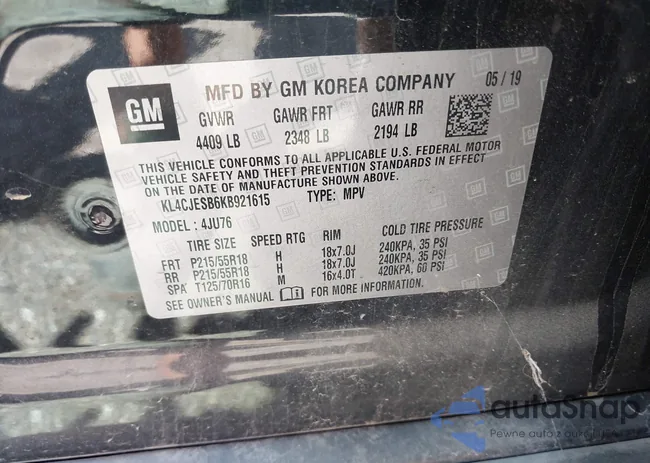 GM
MFD BY GM KOREA COMPANY 05 / 19
GVWR GAWR FRT GAWR RR
4409 LB 2348 LB 2194 LB
THIS VEHICLE CONFORMS TO ALL APPLICABLE U.S. FEDERAL MOTOR
VEHICLE SAFETY AND THEFT PREVENTION STANDARDS IN EFFECT
ON THE DATE OF MANUFACTURE SHOWN ABOVE.
KL4CJESB6KB921615 TYPE: MPV
MODEL : 4JU76
TIRE SIZE SPEED RTG RIM COLD TIRE PRESSURE
FRT P215/55R18 H 18x7.0J 240KPA, 35 PSI
RR P215/55R18 H 18x7.0J 240KPA, 35 PSI
SPA T125/70R16 M 16x4.0T 420KPA, 60 PSI
SEE OWNER'S MANUAL FOR MORE INFORMATION.
autoSnap
Pewne auto z aukcji